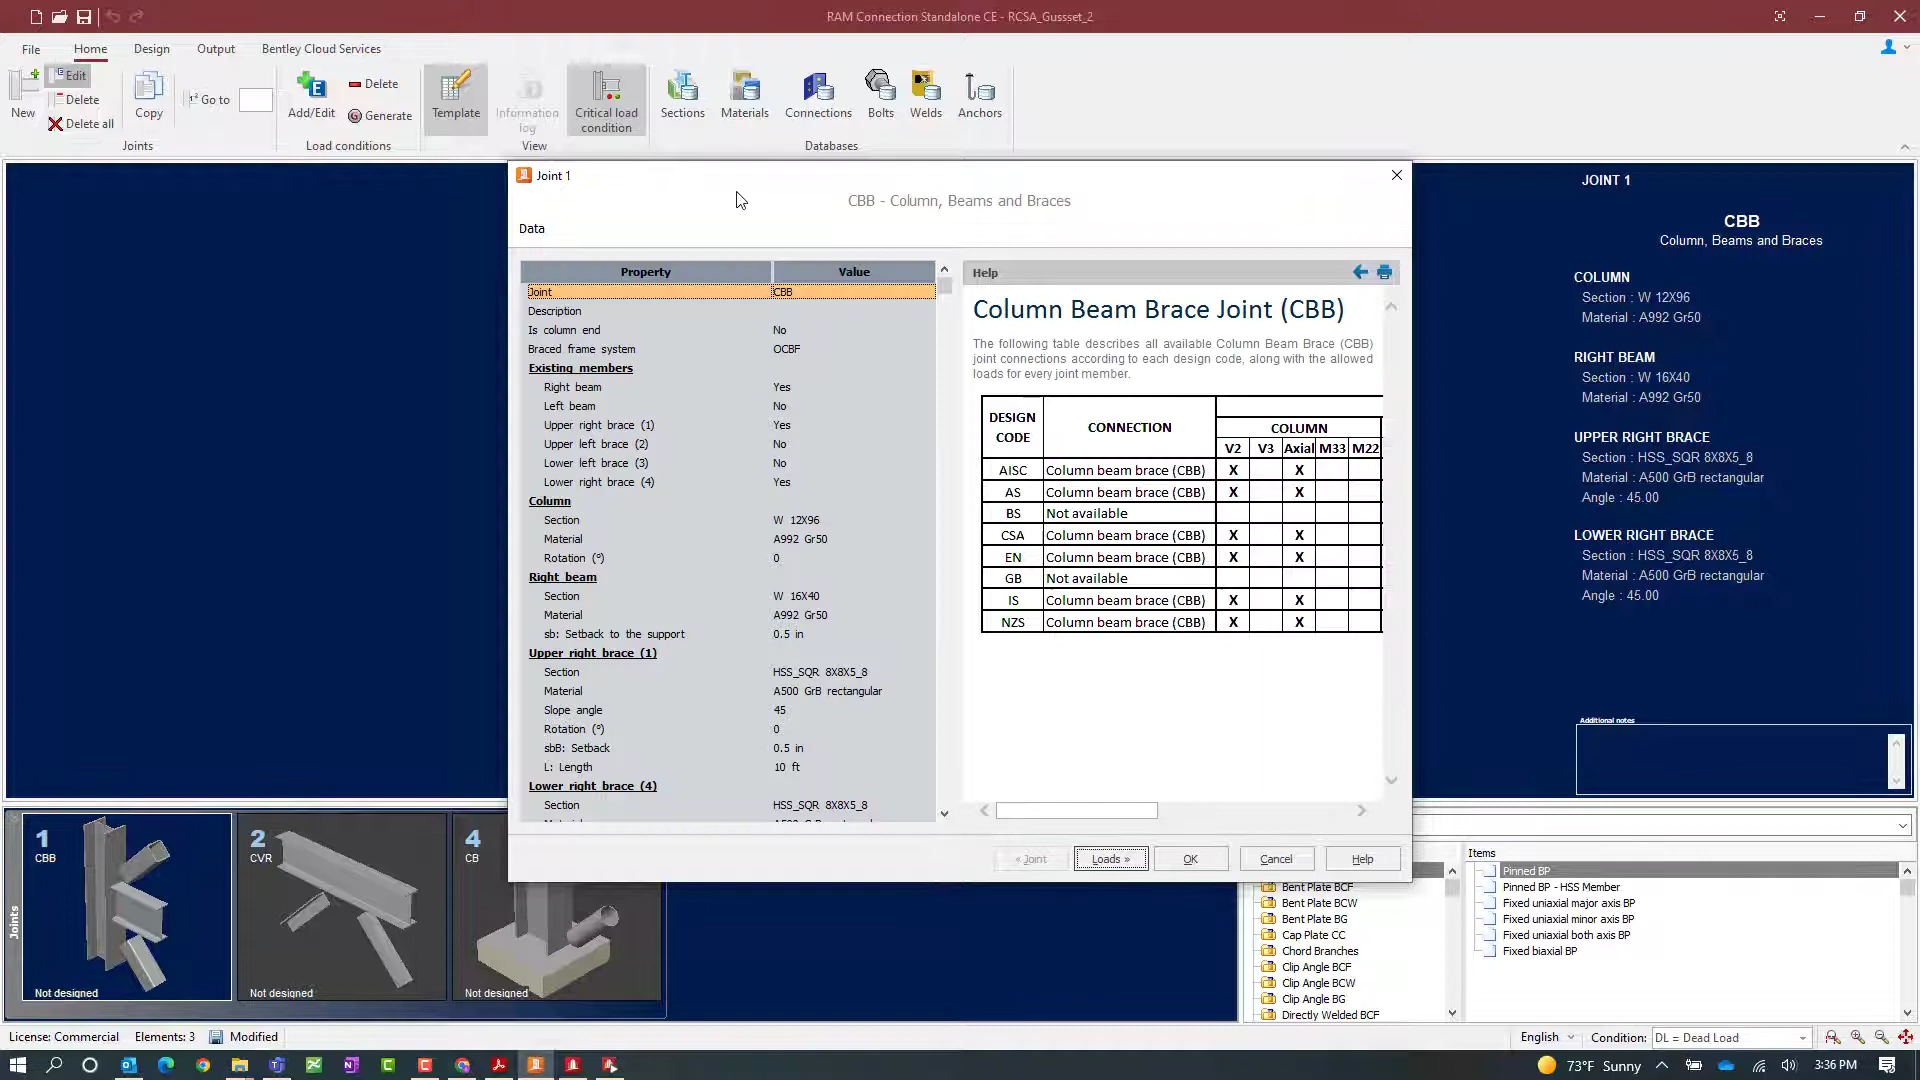 RAM Connection Standalone CE - RCSA_Gussset_2
File Home Design Output Bentley Cloud Services
New
Edit
Delete
Delete all
Copy
Go to
Joints
Add/Edit
Delete
Generate
Load conditions
Template
Information log
Critical load condition
View
Sections
Materials
Connections
Bolts
Welds
Anchors
Databases
Joint 1
CBB - Column, Beams and Braces
Data
Property Value
Joint CBB
Description
Is column end No
Braced frame system OCBF
Existing members
Right beam Yes
Left beam No
Upper right brace (1) Yes
Upper left brace (2) No
Lower left brace (3) No
Lower right brace (4) Yes
Column
Section W 12X96
Material A992 Gr50
Rotation (°) 0
Right beam
Section W 16X40
Material A992 Gr50
sb: Setback to the support 0.5 in
Upper right brace (1)
Section HSS_SQR 8X8X5_8
Material A500 GrB rectangular
Slope angle 45
Rotation (°) 0
sbB: Setback 0.5 in
L: Length 10 ft
Lower right brace (4)
Section HSS_SQR 8X8X5_8
Help
Column Beam Brace Joint (CBB)
The following table describes all available Column Beam Brace (CBB)
joint connections according to each design code, along with the allowed
loads for every joint member.
DESIGN CODE CONNECTION COLUMN
V2 V3 Axial M33 M22
AISC Column beam brace (CBB) X X
AS Column beam brace (CBB) X X
BS Not available
CSA Column beam brace (CBB) X X
EN Column beam brace (CBB) X X
GB Not available
IS Column beam brace (CBB) X X
NZS Column beam brace (CBB) X X
« Joint Loads » OK Cancel Help
JOINT 1
CBB
Column, Beams and Braces
COLUMN
Section : W 12X96
Material : A992 Gr50
RIGHT BEAM
Section : W 16X40
Material : A992 Gr50
UPPER RIGHT BRACE
Section : HSS_SQR 8X8X5_8
Material : A500 GrB rectangular
Angle : 45.00
LOWER RIGHT BRACE
Section : HSS_SQR 8X8X5_8
Material : A500 GrB rectangular
Angle : 45.00
Additional notes
Joints
1
CBB
Not designed
2
CVR
Not designed
4
CB
Not designed
Bent Plate BCF
Bent Plate BCW
Bent Plate BG
Cap Plate CC
Chord Branches
Clip Angle BCF
Clip Angle BCW
Clip Angle BG
Directly Welded BCF
Items
Pinned BP
Pinned BP - HSS Member
Fixed uniaxial major axis BP
Fixed uniaxial minor axis BP
Fixed uniaxial both axis BP
Fixed biaxial BP
License: Commercial Elements: 3 Modified English Condition: DL = Dead Load
73°F Sunny 3:36 PM